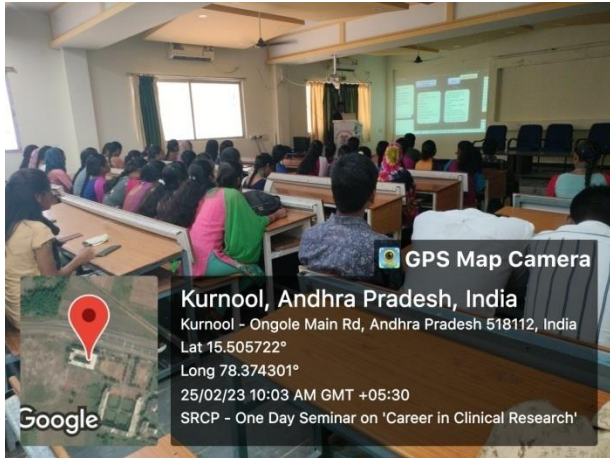 GPS Map Camera
Kurnool, Andhra Pradesh, India
Kurnool - Ongole Main Rd, Andhra Pradesh 518112, India
Lat 15.505722°
Long 78.374301°
25/02/23 10:03 AM GMT +05:30
SRCP - One Day Seminar on 'Career in Clinical Research'
Google